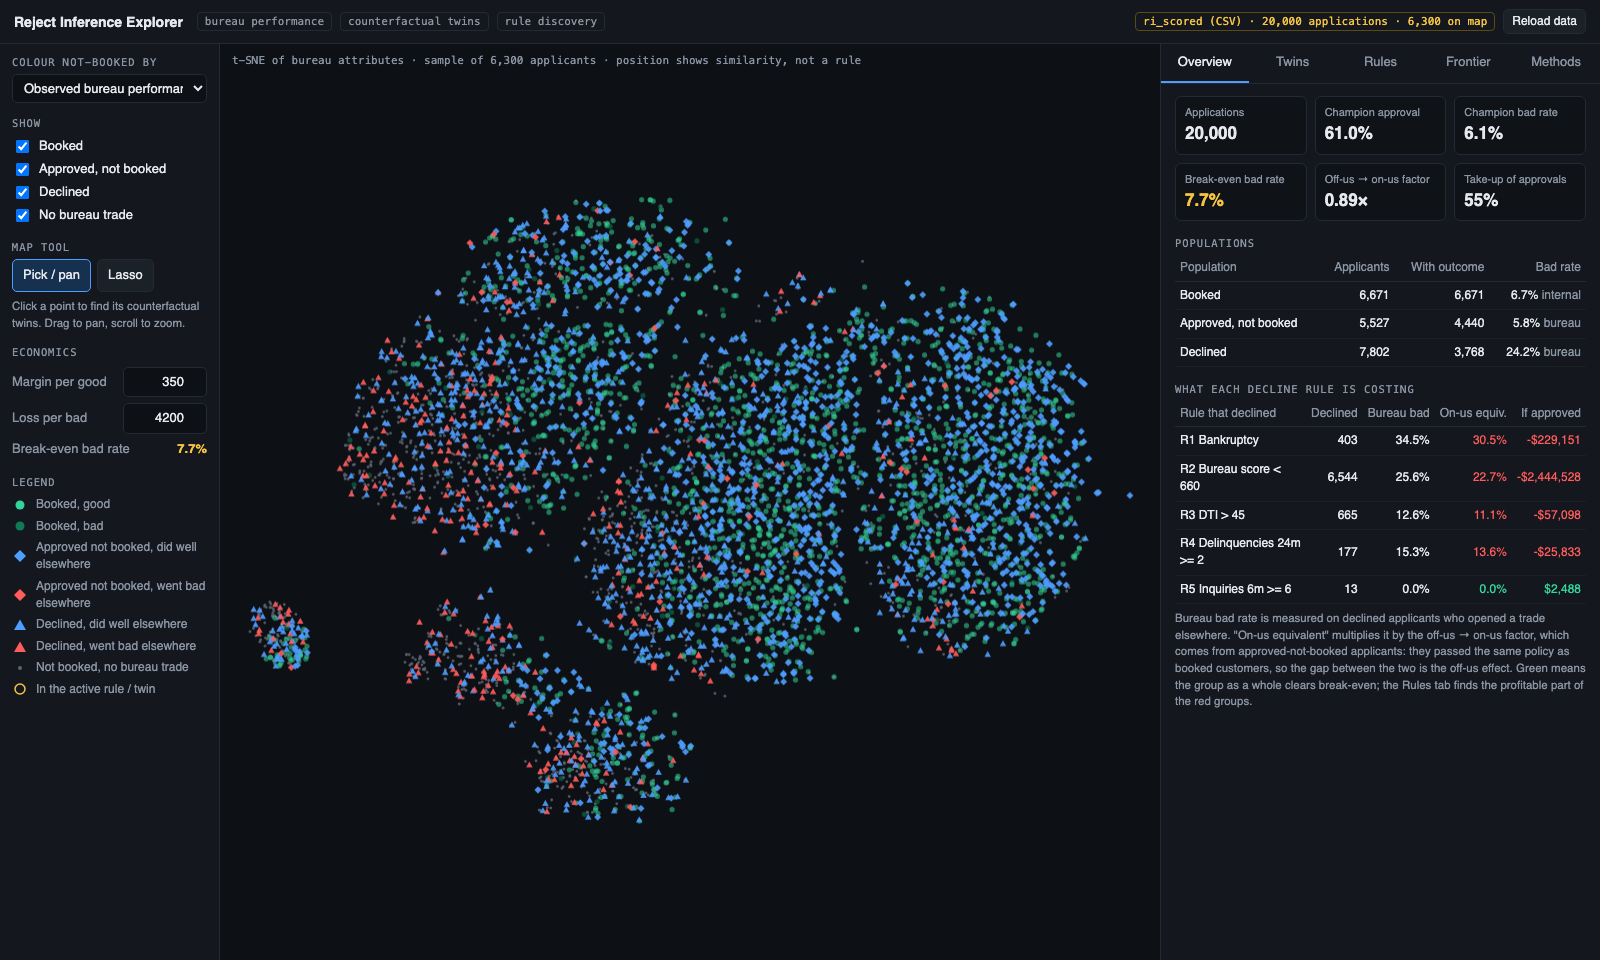 Reject Inference Explorer
bureau performance
counterfactual twins
rule discovery
ri_scored (CSV) · 20,000 applications · 6,300 on map
Reload data
COLOUR NOT-BOOKED BY
Observed bureau performar
SHOW
Booked
Approved, not booked
Declined
No bureau trade
MAP TOOL
Pick / pan
Lasso
Click a point to find its counterfactual
twins. Drag to pan, scroll to zoom.
ECONOMICS
Margin per good 350
Loss per bad 4200
Break-even bad rate 7.7%
LEGEND
Booked, good
Booked, bad
Approved not booked, did well
elsewhere
Approved not booked, went bad
elsewhere
Declined, did well elsewhere
Declined, went bad elsewhere
Not booked, no bureau trade
In the active rule / twin
t-SNE of bureau attributes · sample of 6,300 applicants · position shows similarity, not a rule
Overview Twins Rules Frontier Methods
Applications
20,000
Champion approval
61.0%
Champion bad rate
6.1%
Break-even bad rate
7.7%
Off-us → on-us factor
0.89×
Take-up of approvals
55%
POPULATIONS
Population Applicants With outcome Bad rate
Booked 6,671 6,671 6.7% internal
Approved, not booked 5,527 4,440 5.8% bureau
Declined 7,802 3,768 24.2% bureau
WHAT EACH DECLINE RULE IS COSTING
Rule that declined Declined Bureau bad On-us equiv. If approved
R1 Bankruptcy 403 34.5% 30.5% -$229,151
R2 Bureau score <
660 6,544 25.6% 22.7% -$2,444,528
R3 DTI > 45 665 12.6% 11.1% -$57,098
R4 Delinquencies 24m
>= 2 177 15.3% 13.6% -$25,833
R5 Inquiries 6m >= 6 13 0.0% 0.0% $2,488
Bureau bad rate is measured on declined applicants who opened a trade
elsewhere. "On-us equivalent" multiplies it by the off-us → on-us factor, which
comes from approved-not-booked applicants: they passed the same policy as
booked customers, so the gap between the two is the off-us effect. Green means
the group as a whole clears break-even; the Rules tab finds the profitable part of
the red groups.